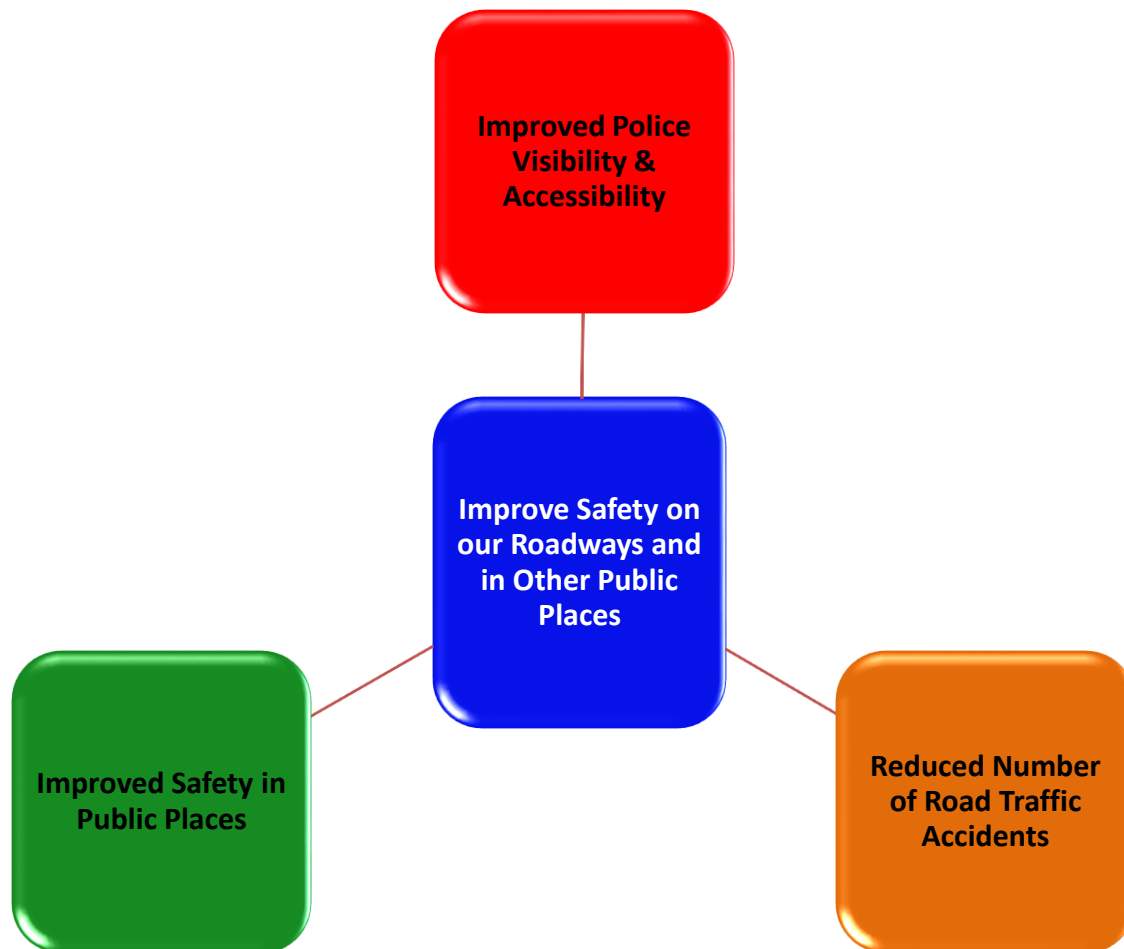 Improved Police
Visibility &
Accessibility
Improve Safety on
our Roadways and
in Other Public
Places
Improved Safety in
Public Places
Reduced Number
of Road Traffic
Accidents